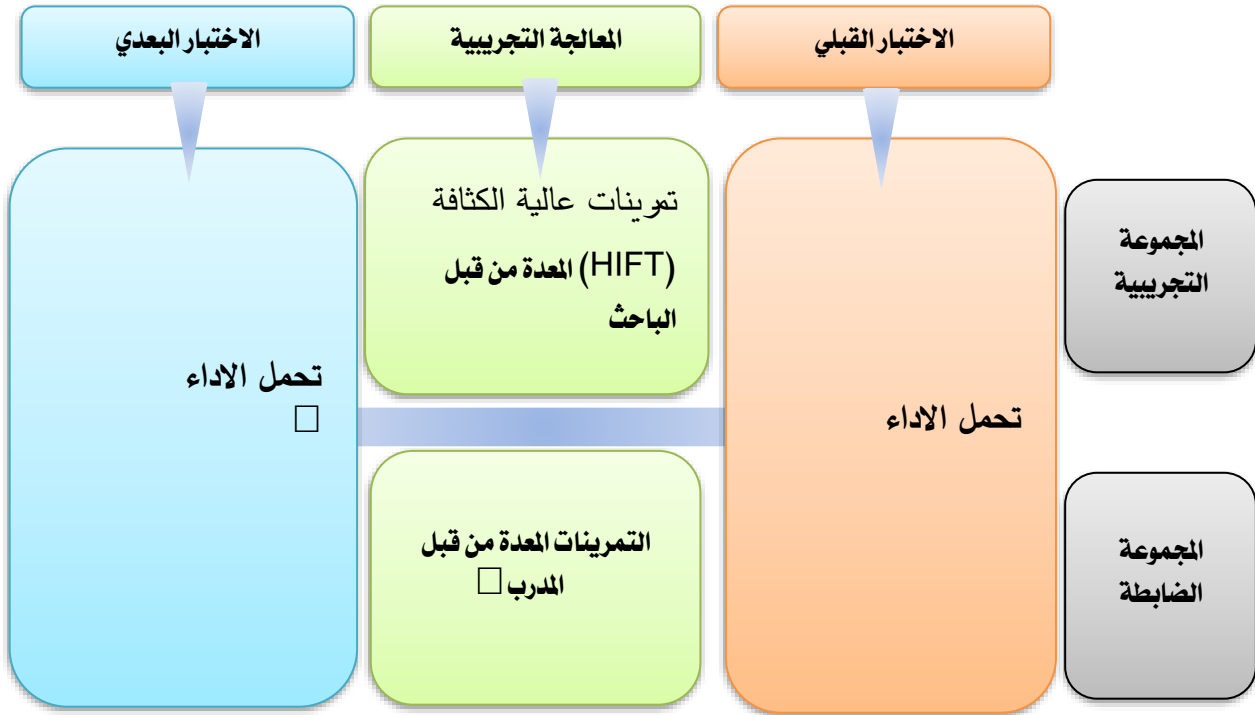 الاختبار القبلي
المعالجة التجريبية
الاختبار البعدي
المجموعة
التجريبية
تحمل الاداء
تمرينات عالية الكثافة
(HIFT) المعدة من قبل
الباحث
تحمل الاداء
المجموعة
الضابطة
التمرينات المعدة من قبل
المدرب